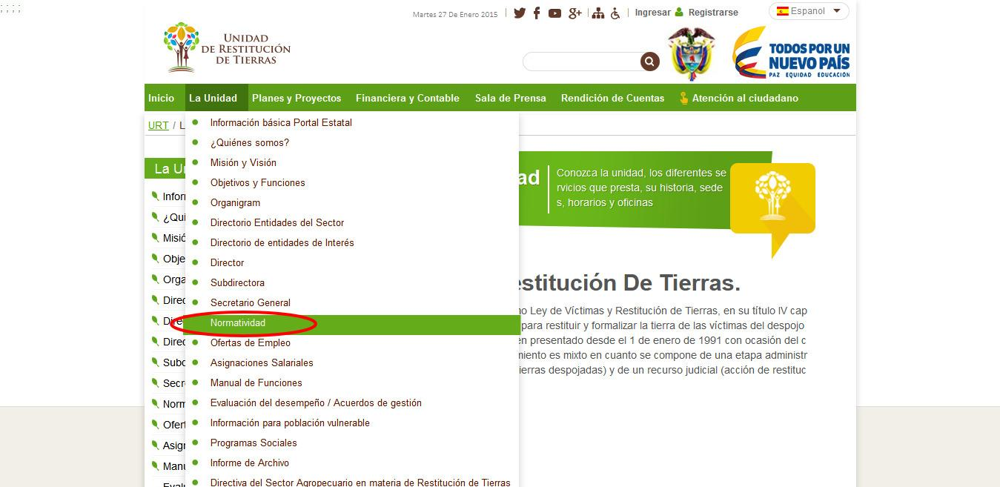 ; ; ; ;
Martes 27 De Enero 2015
Ingresar
Registrarse
Espanol
UNIDAD
DE RESTITUCIÓN
DE TIERRAS
TODOS POR UN
NUEVO PAÍS
PAZ EQUIDAD EDUCACIÓN
Inicio La Unidad Planes y Proyectos Financiera y Contable Sala de Prensa Rendición de Cuentas Atención al ciudadano
URT / L
Información básica Portal Estatal
¿Quiénes somos?
Misión y Visión
Objetivos y Funciones
Organigram
Directorio Entidades del Sector
Directorio de entidades de Interés
Director
Subdirectora
Secretario General
Normatividad
Ofertas de Empleo
Asignaciones Salariales
Manual de Funciones
Evaluación del desempeño / Acuerdos de gestión
Información para población vulnerable
Programas Sociales
Informe de Archivo
Directiva del Sector Agropecuario en materia de Restitución de Tierras
La U
Infor
¿Qui
Misió
Obje
Orga
Direc
Dire
Direc
Subd
Secr
Norm
Ofert
Asig
Manu
Eval
ad
Conozca la unidad, los diferentes se
rvicios que presta, su historia, sede
s, horarios y oficinas
estitución De Tierras.
no Ley de Víctimas y Restitución de Tierras, en su título IV cap
para restituir y formalizar la tierra de las víctimas del despojo
en presentado desde el 1 de enero de 1991 con ocasión del c
miento es mixto en cuanto se compone de una etapa administr
ierras despojadas) y de un recurso judicial (acción de restituc